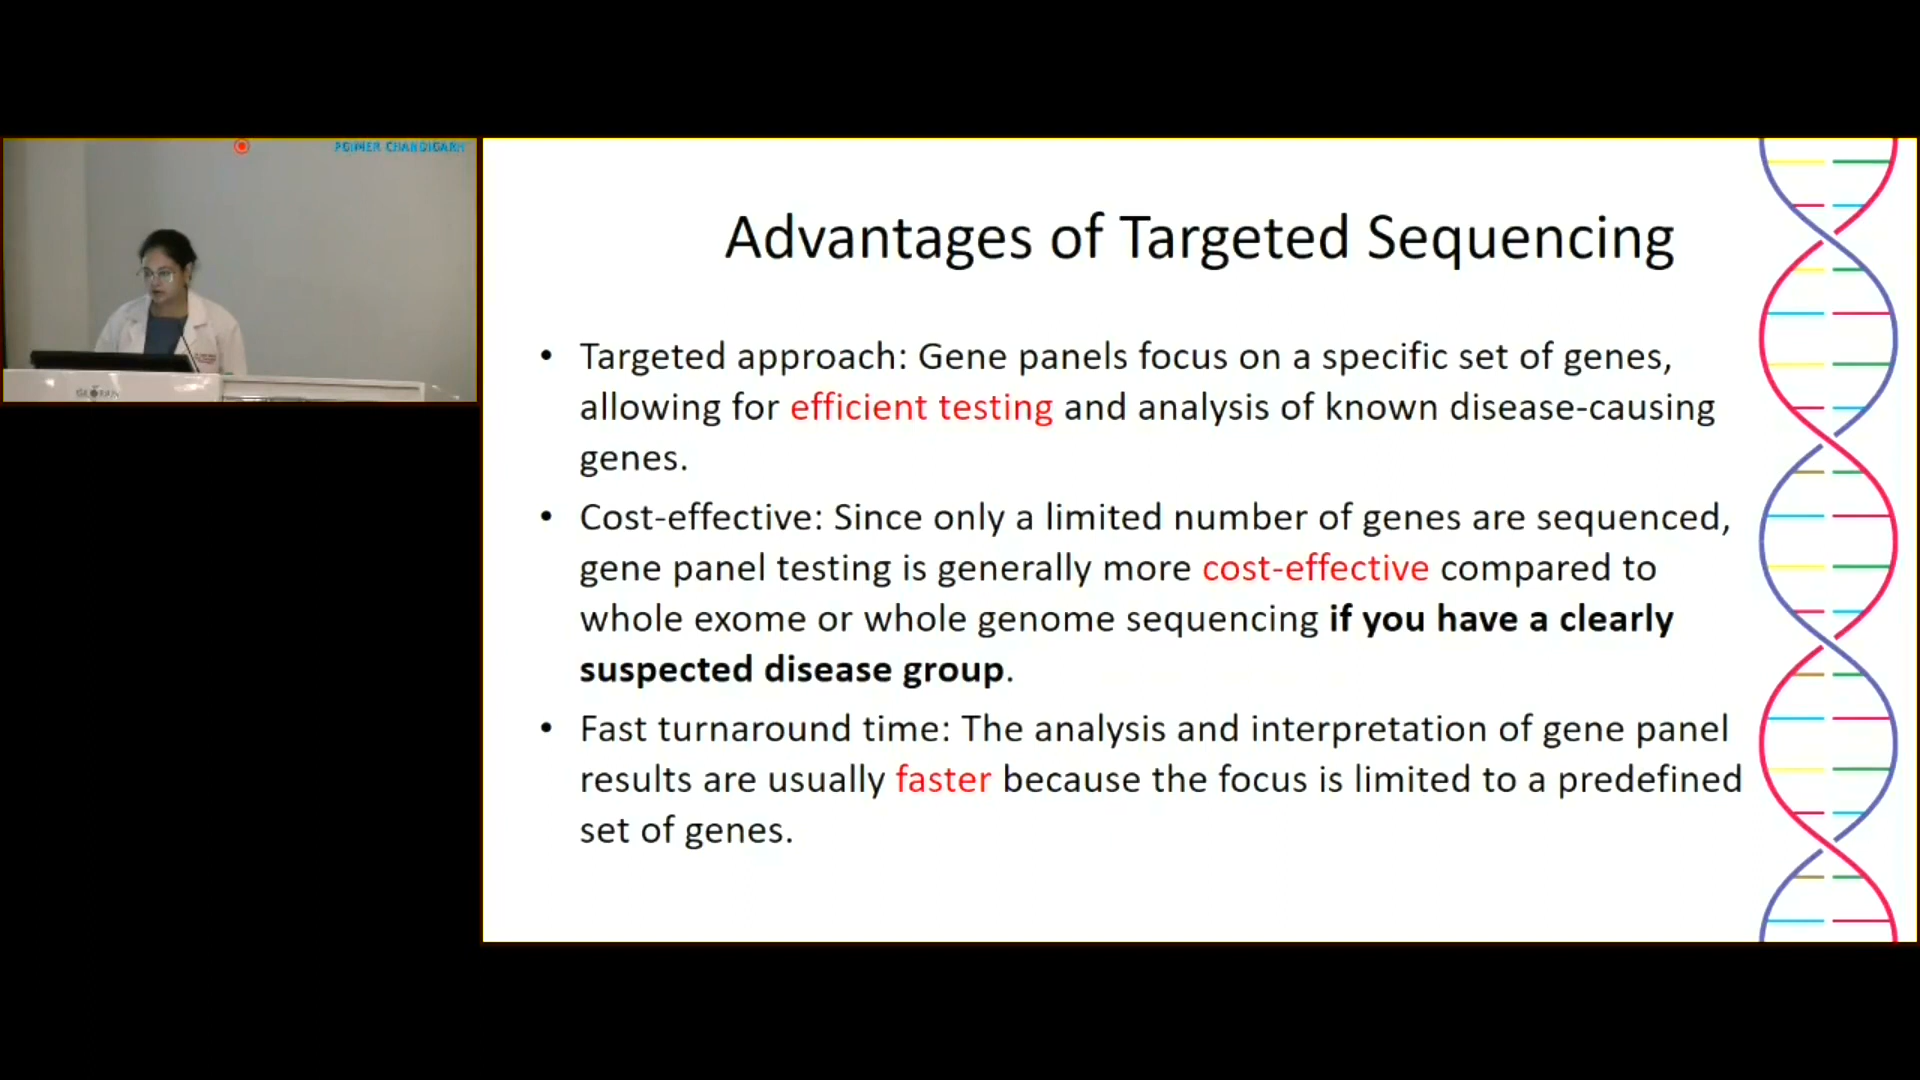 PGIMER CHANDIGARH
Advantages of Targeted Sequencing
• Targeted approach: Gene panels focus on a specific set of genes,
allowing for efficient testing and analysis of known disease-causing
genes.
• Cost-effective: Since only a limited number of genes are sequenced,
gene panel testing is generally more cost-effective compared to
whole exome or whole genome sequencing if you have a clearly
suspected disease group.
• Fast turnaround time: The analysis and interpretation of gene panel
results are usually faster because the focus is limited to a predefined
set of genes.